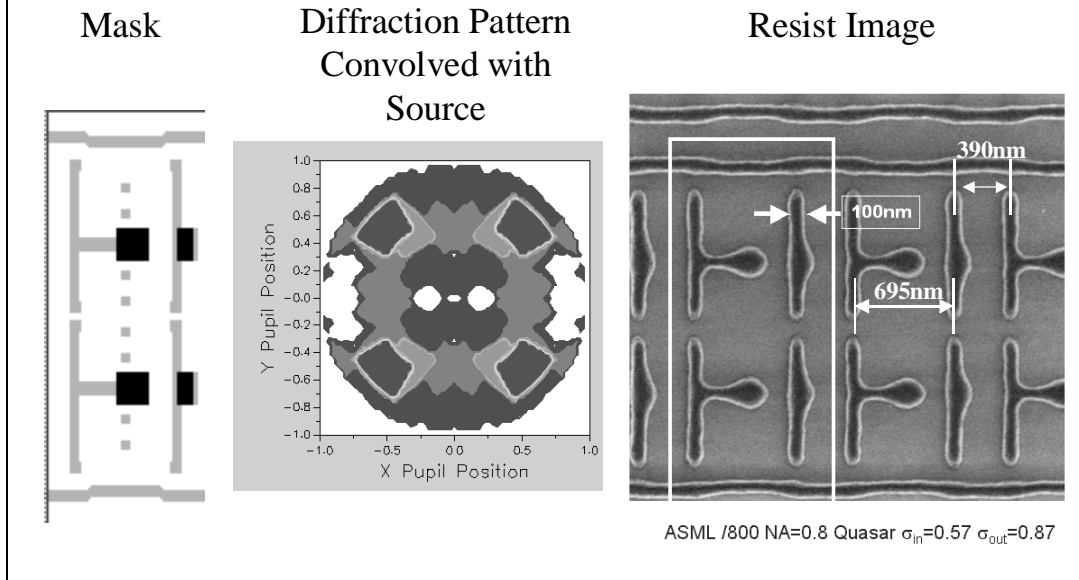 Mask
Diffraction Pattern
Convolved with
Source
Resist Image
1.0
0.8
0.6
0.4
0.2
-0.0
-0.2
-0.4
-0.6
-0.8
-1.0
Y Pupil Position
-1.0
-0.5
0.0
0.5
1.0
X Pupil Position
390nm
100nm
695nm
ASML /800 NA=0.8 Quasar σin=0.57 σout=0.87